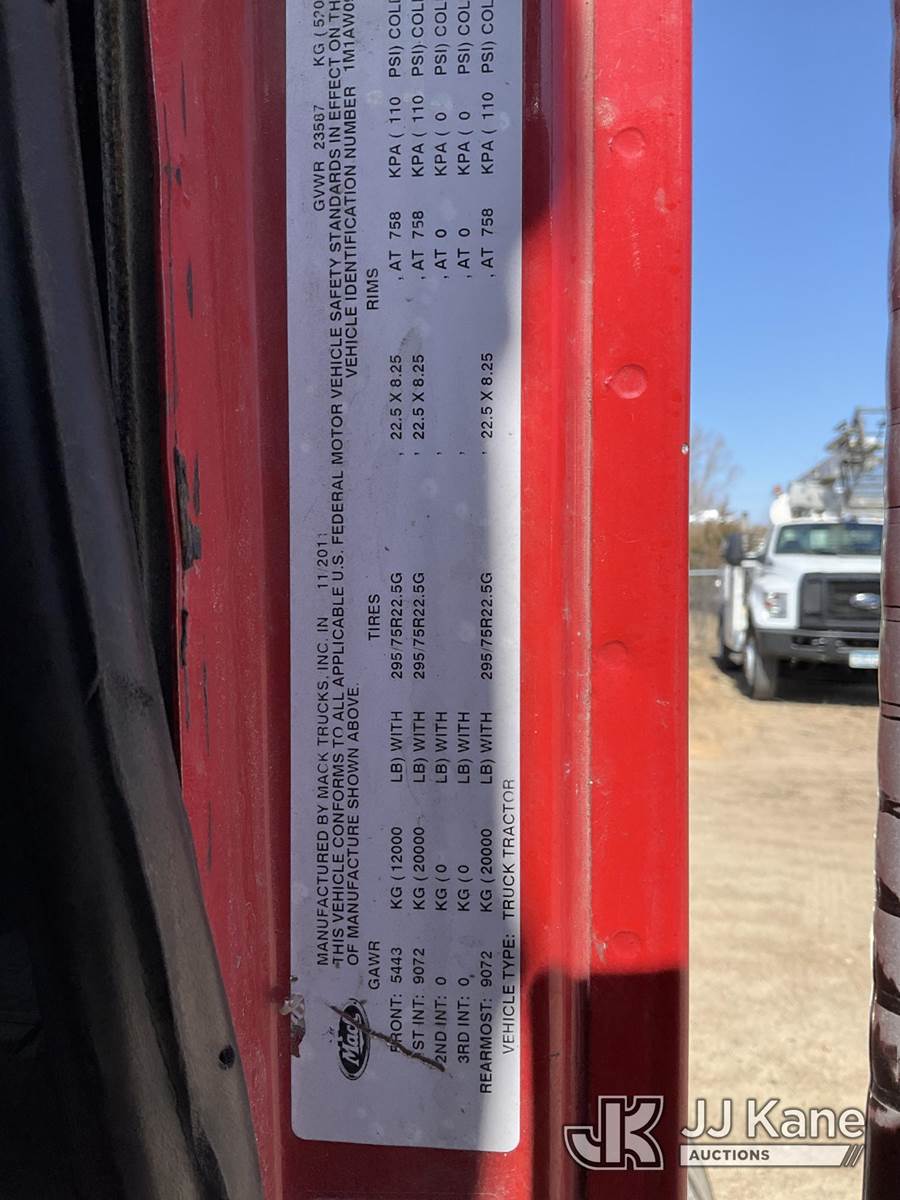 MANUFACTURED BY MACK TRUCKS, INC. IN 11/2011 GVWR 23587 KG (520
THIS VEHICLE CONFORMS TO ALL APPLICABLE U.S. FEDERAL MOTOR VEHICLE SAFETY STANDARDS IN EFFECT ON TH
OF MANUFACTURE SHOWN ABOVE. VEHICLE IDENTIFICATION NUMBER 1M1AW09
GAWR TIRES RIMS
FRONT: 5443 KG (12000 LB) WITH 295/75R22.5G , 22.5 X 8.25 , AT 758 KPA ( 110 PSI) COLD
1ST INT: 9072 KG (20000 LB) WITH 295/75R22.5G , 22.5 X 8.25 , AT 758 KPA ( 110 PSI) COLD
2ND INT: 0 KG (0 LB) WITH , , AT 0 KPA ( 0 PSI) COL
3RD INT: 0 KG (0 LB) WITH , , AT 0 KPA ( 0 PSI) COL
REARMOST: 9072 KG (20000 LB) WITH 295/75R22.5G , 22.5 X 8.25 , AT 758 KPA ( 110 PSI) COL
VEHICLE TYPE: TRUCK TRACTOR
Mack
Ford
JK JJ Kane
AUCTIONS